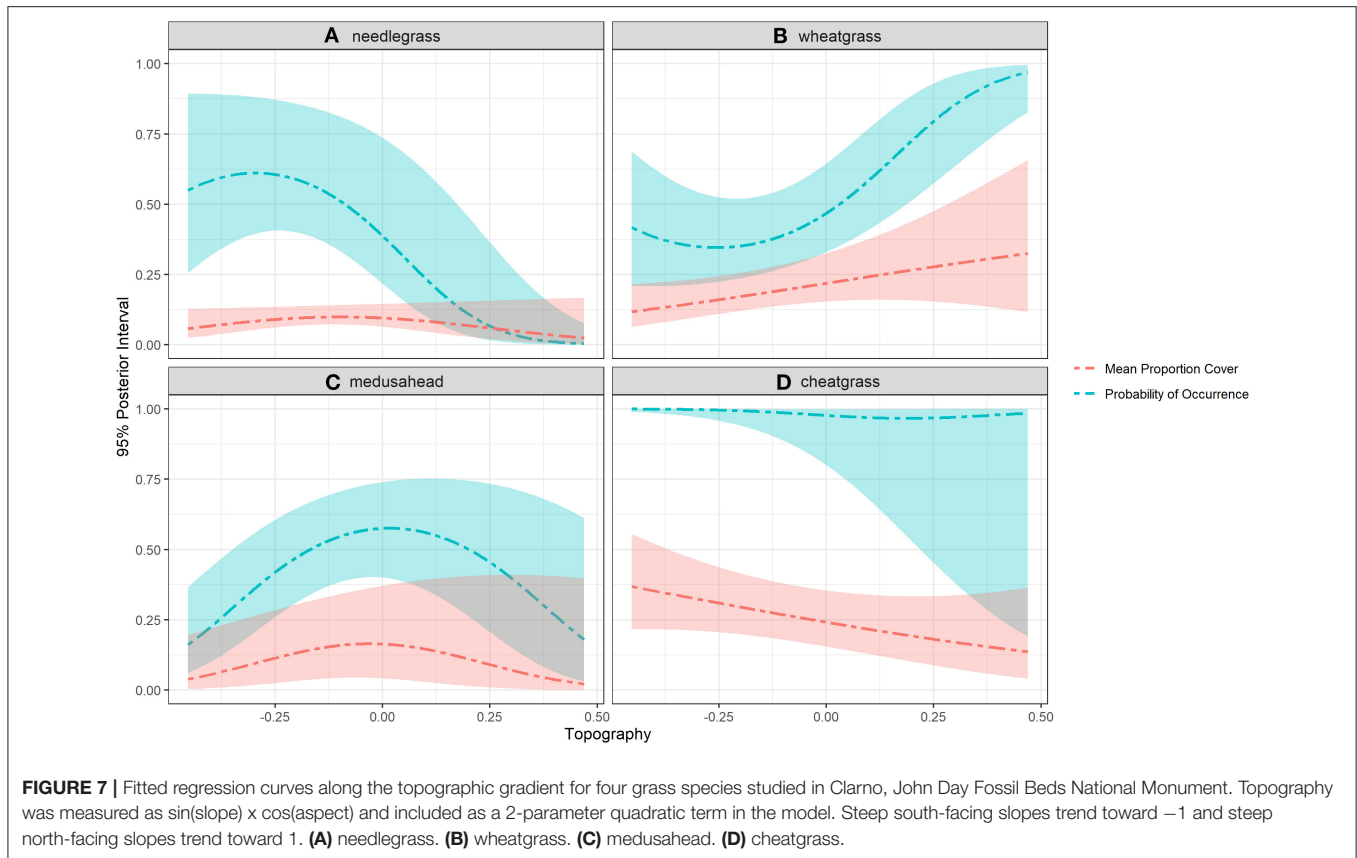 A needlegrass
B wheatgrass
1.00
0.75
0.50
0.25
0.00
C medusahead
D cheatgrass
1.00
0.75
0.50
0.25
0.00
95% Posterior Interval
-0.25
0.00
0.25
0.50
-0.25
0.00
0.25
0.50
Topography
Mean Proportion Cover
Probability of Occurrence
FIGURE 7 | Fitted regression curves along the topographic gradient for four grass species studied in Clarno, John Day Fossil Beds National Monument. Topography
was measured as sin(slope) x cos(aspect) and included as a 2-parameter quadratic term in the model. Steep south-facing slopes trend toward −1 and steep
north-facing slopes trend toward 1. (A) needlegrass. (B) wheatgrass. (C) medusahead. (D) cheatgrass.